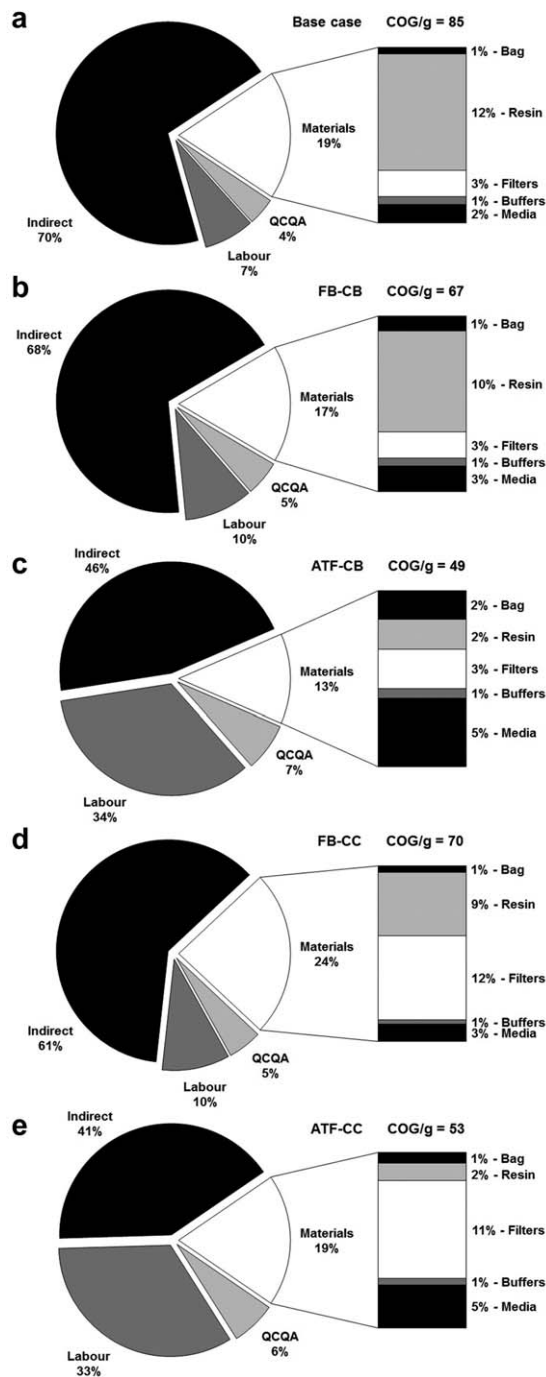 a
Base case COG/g = 85
1% - Bag
12% - Resin
Materials
19%
3% - Filters
1% - Buffers
2% - Media
Indirect
70%
QCQA
4%
Labour
7%
b
FB-CB COG/g = 67
Indirect
68%
1% - Bag
10% - Resin
Materials
17%
3% - Filters
1% - Buffers
3% - Media
QCQA
5%
Labour
10%
c
Indirect
46%
ATF-CB COG/g = 49
2% - Bag
2% - Resin
Materials
13%
3% - Filters
1% - Buffers
5% - Media
QCQA
7%
Labour
34%
d
FB-CC COG/g = 70
1% - Bag
9% - Resin
Materials
24%
12% - Filters
1% - Buffers
3% - Media
Indirect
61%
QCQA
5%
Labour
10%
e
Indirect
41%
ATF-CC COG/g = 53
1% - Bag
2% - Resin
Materials
19%
11% - Filters
1% - Buffers
5% - Media
QCQA
6%
Labour
33%